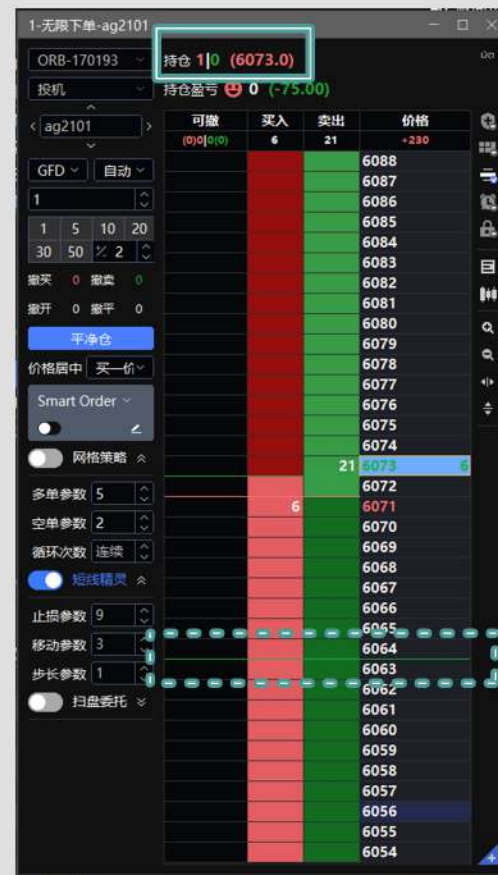 1-无限下单-ag2101
ORB-170193
持仓 1|0 (6073.0)
投机
持仓盈亏 0 (-75.00)
ag2101
可撤 买入 卖出 价格
(0)0|0(0) 6 21 +230
GFD 自动
1
1 5 10 20
30 50 2
撤买 0 撤卖 0
撤开 0 撤平 0
平净仓
价格居中 买一价
Smart Order
网格策略
多单参数 5
空单参数 2
循环次数 连续
短线精灵
止损参数 9
移动参数 3
步长参数 1
扫盘委托
6088
6087
6086
6085
6084
6083
6082
6081
6080
6079
6078
6077
6076
6075
6074
21 6073 6
6072
6 6071
6070
6069
6068
6067
6066
6065
6064
6063
6062
6061
6060
6059
6058
6057
6056
6055
6054